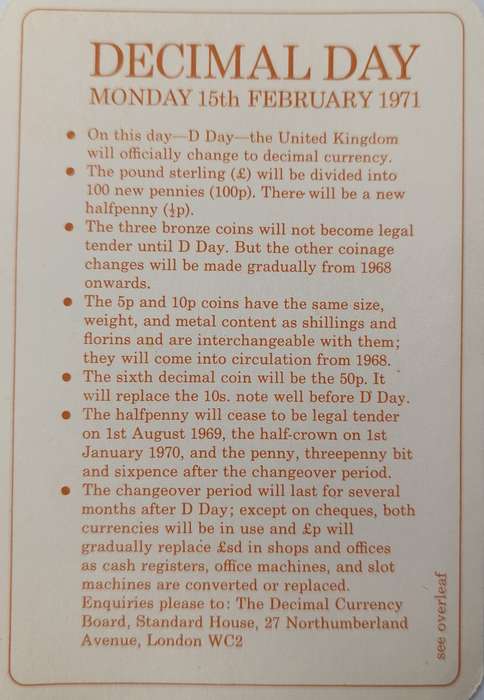 DECIMAL DAY
MONDAY 15th FEBRUARY 1971
• On this day—D Day—the United Kingdom
will officially change to decimal currency.
• The pound sterling (£) will be divided into
100 new pennies (100p). There will be a new
halfpenny (½p).
• The three bronze coins will not become legal
tender until D Day. But the other coinage
changes will be made gradually from 1968
onwards.
• The 5p and 10p coins have the same size,
weight, and metal content as shillings and
florins and are interchangeable with them;
they will come into circulation from 1968.
• The sixth decimal coin will be the 50p. It
will replace the 10s. note well before D Day.
• The halfpenny will cease to be legal tender
on 1st August 1969, the half-crown on 1st
January 1970, and the penny, threepenny bit
and sixpence after the changeover period.
• The changeover period will last for several
months after D Day; except on cheques, both
currencies will be in use and £p will
gradually replace £sd in shops and offices
as cash registers, office machines, and slot
machines are converted or replaced.
Enquiries please to: The Decimal Currency
Board, Standard House, 27 Northumberland
Avenue, London WC2
see overleaf